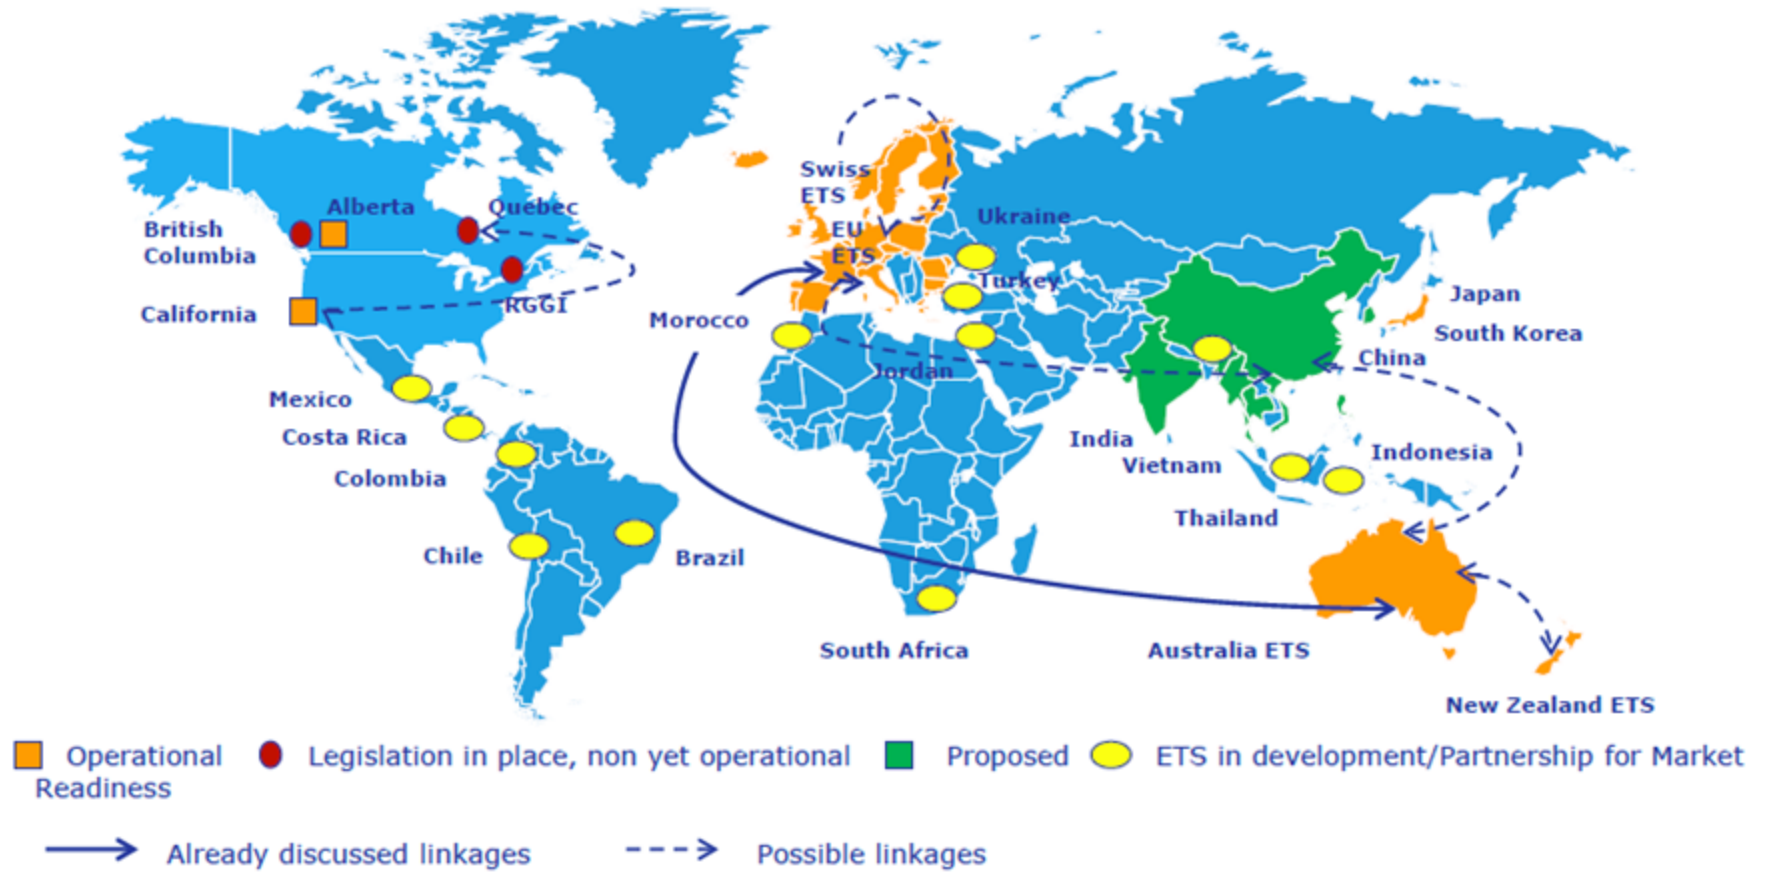 Swiss
ETS
Alberta
Quebec
British
Columbia
Ukraine
EU
ETS
Turkey
RGGI
California
Morocco
Japan
South Korea
China
Jordan
Mexico
Costa Rica
India
Colombia
Vietnam
Indonesia
Thailand
Chile
Brazil
South Africa
Australia ETS
New Zealand ETS
Operational
Readiness
Legislation in place, non yet operational
Proposed
ETS in development/Partnership for Market
Already discussed linkages
Possible linkages